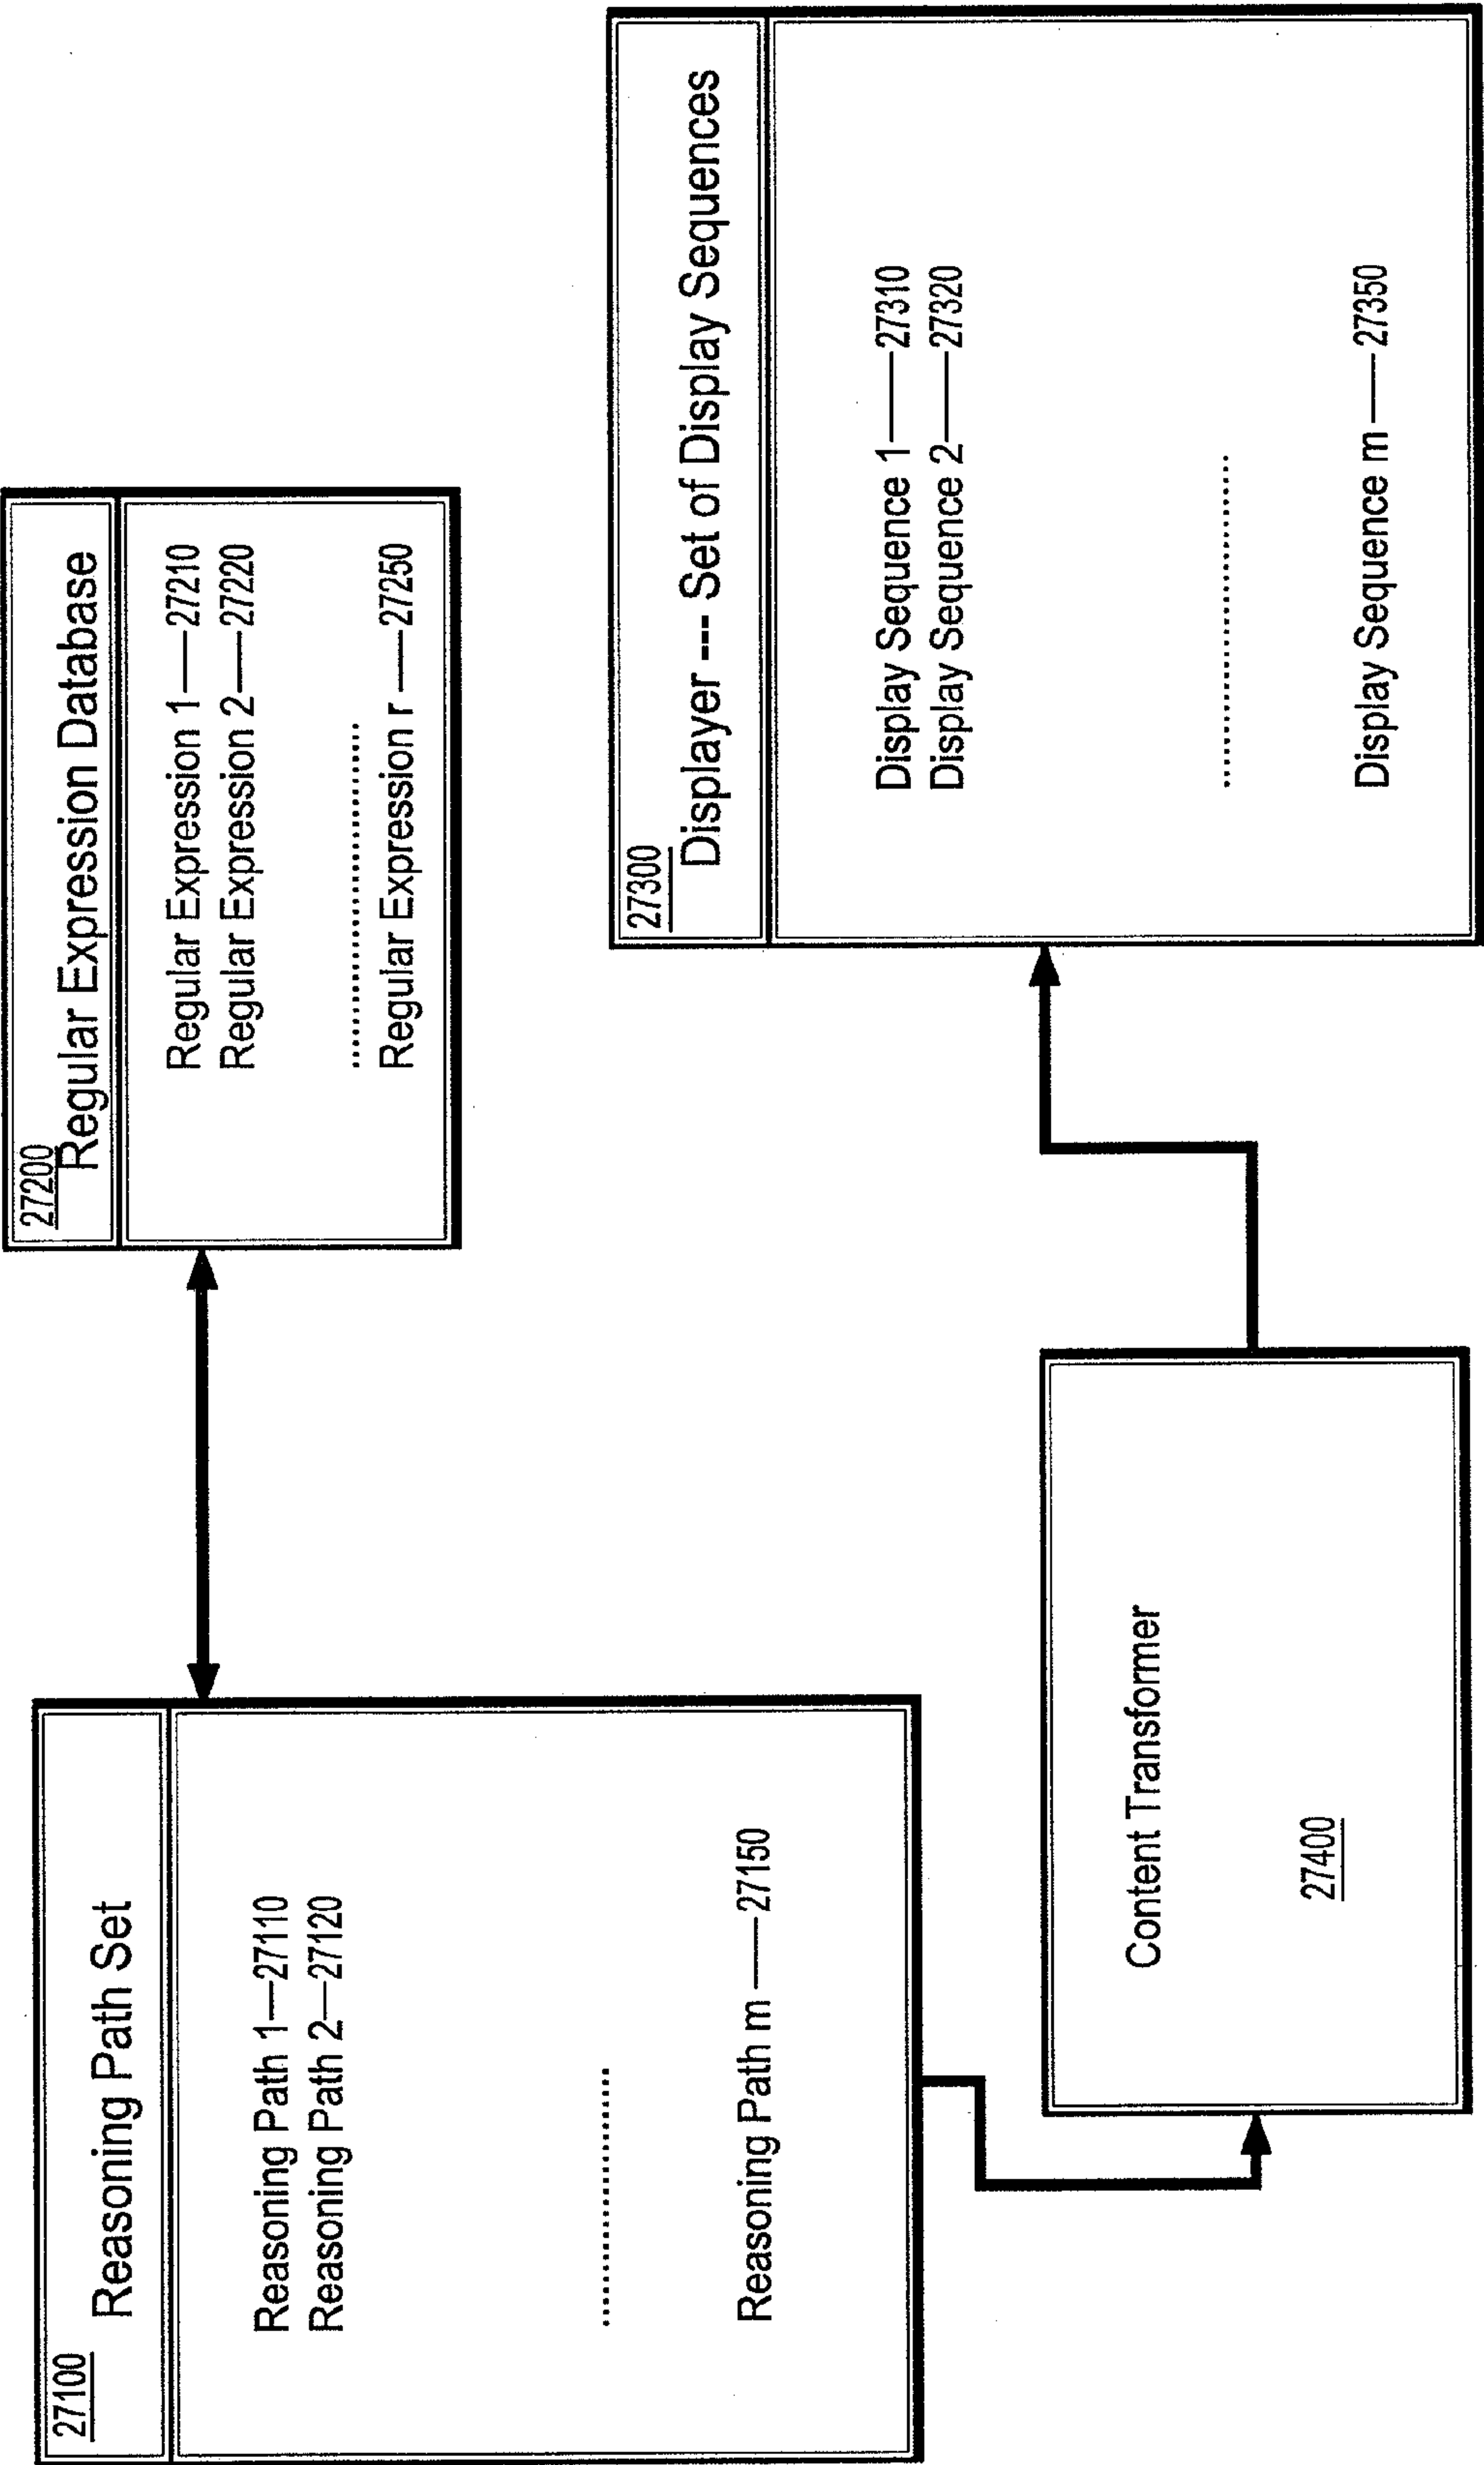 27100
Reasoning Path Set
Reasoning Path 1—27110
Reasoning Path 2—27120
....................
Reasoning Path m —27150
27200
Regular Expression Database
Regular Expression 1—27210
Regular Expression 2—27220
..........................
Regular Expression r —27250
Content Transformer
27400
27300
Displayer --- Set of Display Sequences
Display Sequence 1—27310
Display Sequence 2—27320
..........................
Display Sequence m —27350